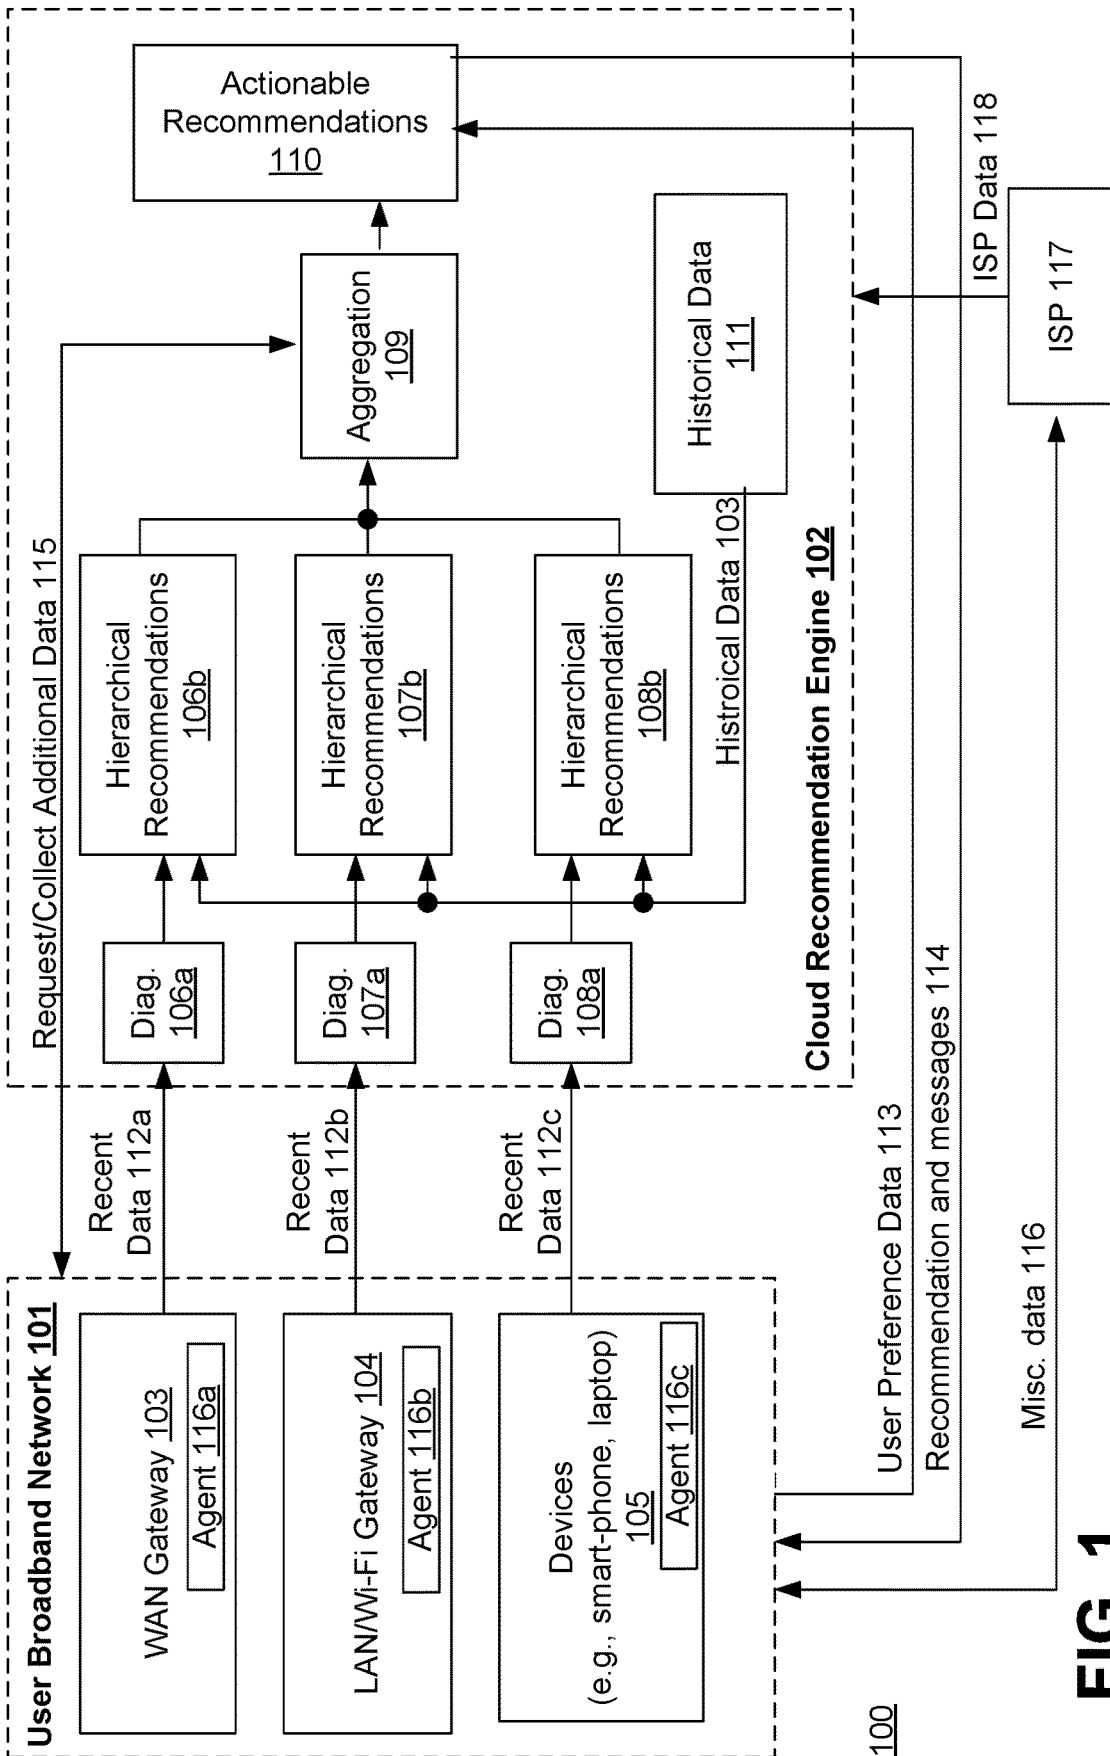 User Broadband Network 101
WAN Gateway 103
Agent 116a
LAN/Wi-Fi Gateway 104
Agent 116b
Devices
(e.g., smart-phone, laptop)
105
Agent 116c
Request/Collect Additional Data 115
Recent
Data 112a
Recent
Data 112b
Recent
Data 112c
Diag.
106a
Diag.
107a
Diag.
108a
Hierarchical
Recommendations
106b
Hierarchical
Recommendations
107b
Hierarchical
Recommendations
108b
Aggregation
109
Actionable
Recommendations
110
Historical Data
111
Histroical Data 103
Cloud Recommendation Engine 102
User Preference Data 113
Recommendation and messages 114
ISP Data 118
ISP 117
Misc. data 116
100
FIG. 1